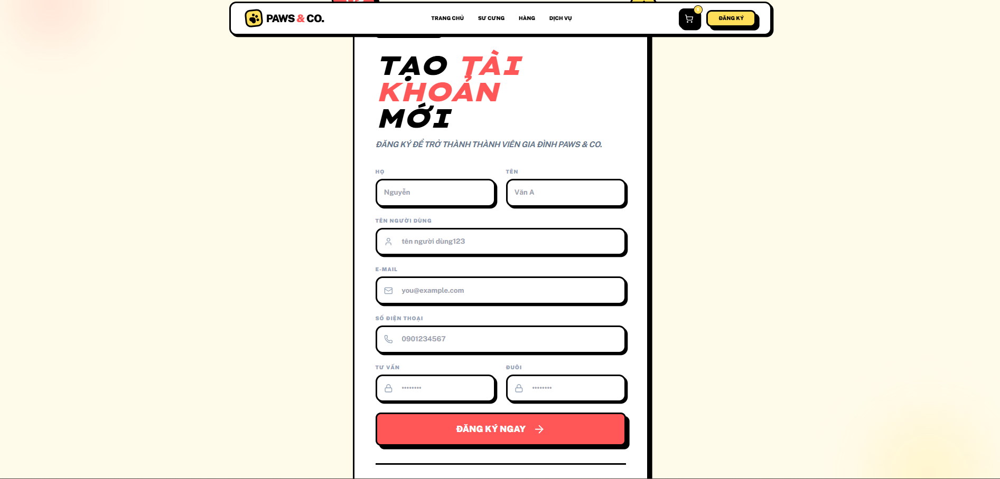 PAWS & CO.
TRANG CHỦ
SƯ CƯNG
HÀNG
DỊCH VỤ
1
ĐĂNG KÝ
TẠO TÀI
KHOẢN
MỚI
ĐĂNG KÝ ĐỂ TRỞ THÀNH THÀNH VIÊN GIA ĐÌNH PAWS & CO.
HỌ
TÊN
Nguyễn
Văn A
TÊN NGƯỜI DÙNG
tên người dùng123
E-MAIL
you@example.com
SỐ ĐIỆN THOẠI
0901234567
TƯ VẤN
ĐUÔI
••••••••
••••••••
ĐĂNG KÝ NGAY